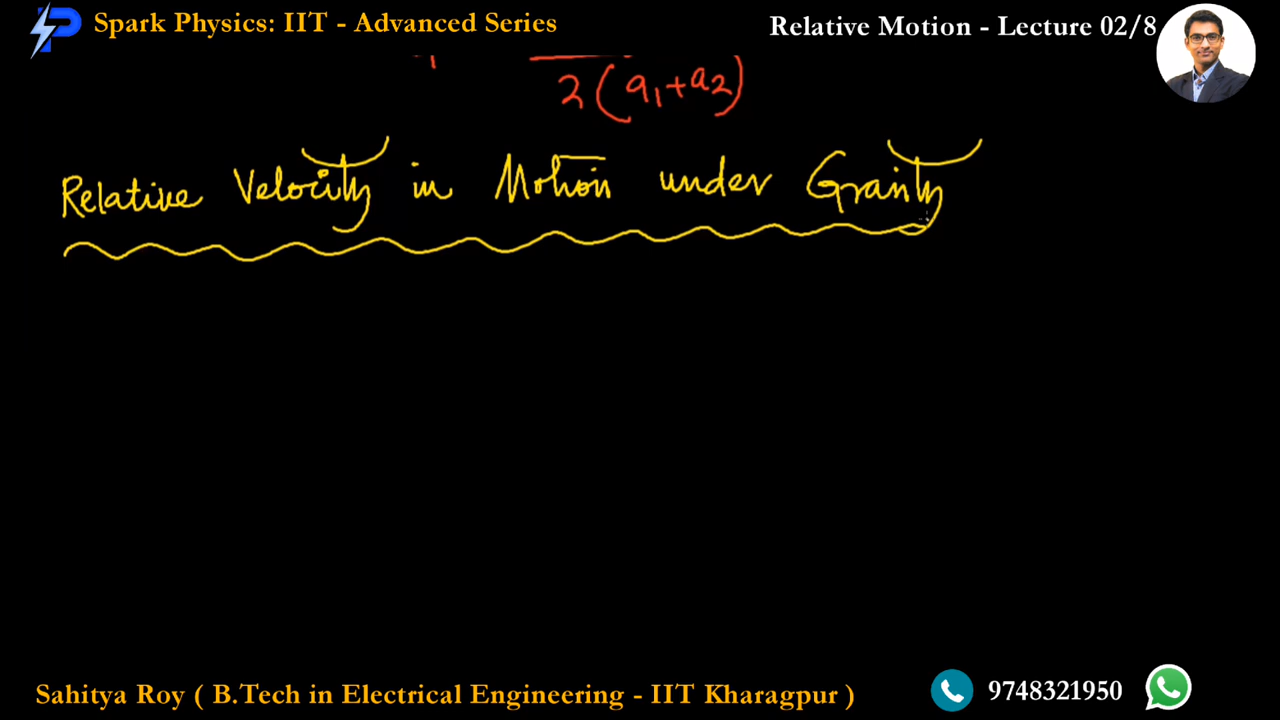 Spark Physics: IIT - Advanced Series
Relative Motion - Lecture 02/8
2(a₁+a₂)
Relative Velocity in Motion under Gravity
Sahitya Roy ( B.Tech in Electrical Engineering - IIT Kharagpur )
9748321950